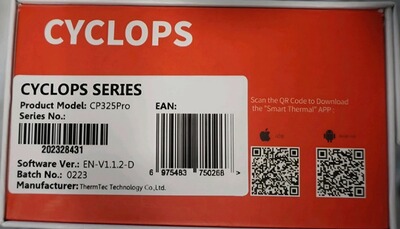 CYCLOPS
CYCLOPS SERIES
Product Model: CP325Pro
Series No.:
202328431
Software Ver.: EN-V1.1.2-D
Batch No.: 0223
Manufacturer: ThermTec Technology Co.,Ltd.
EAN:
6 975483 750268 >
Scan the QR Code to Download
the "Smart Thermal" APP: